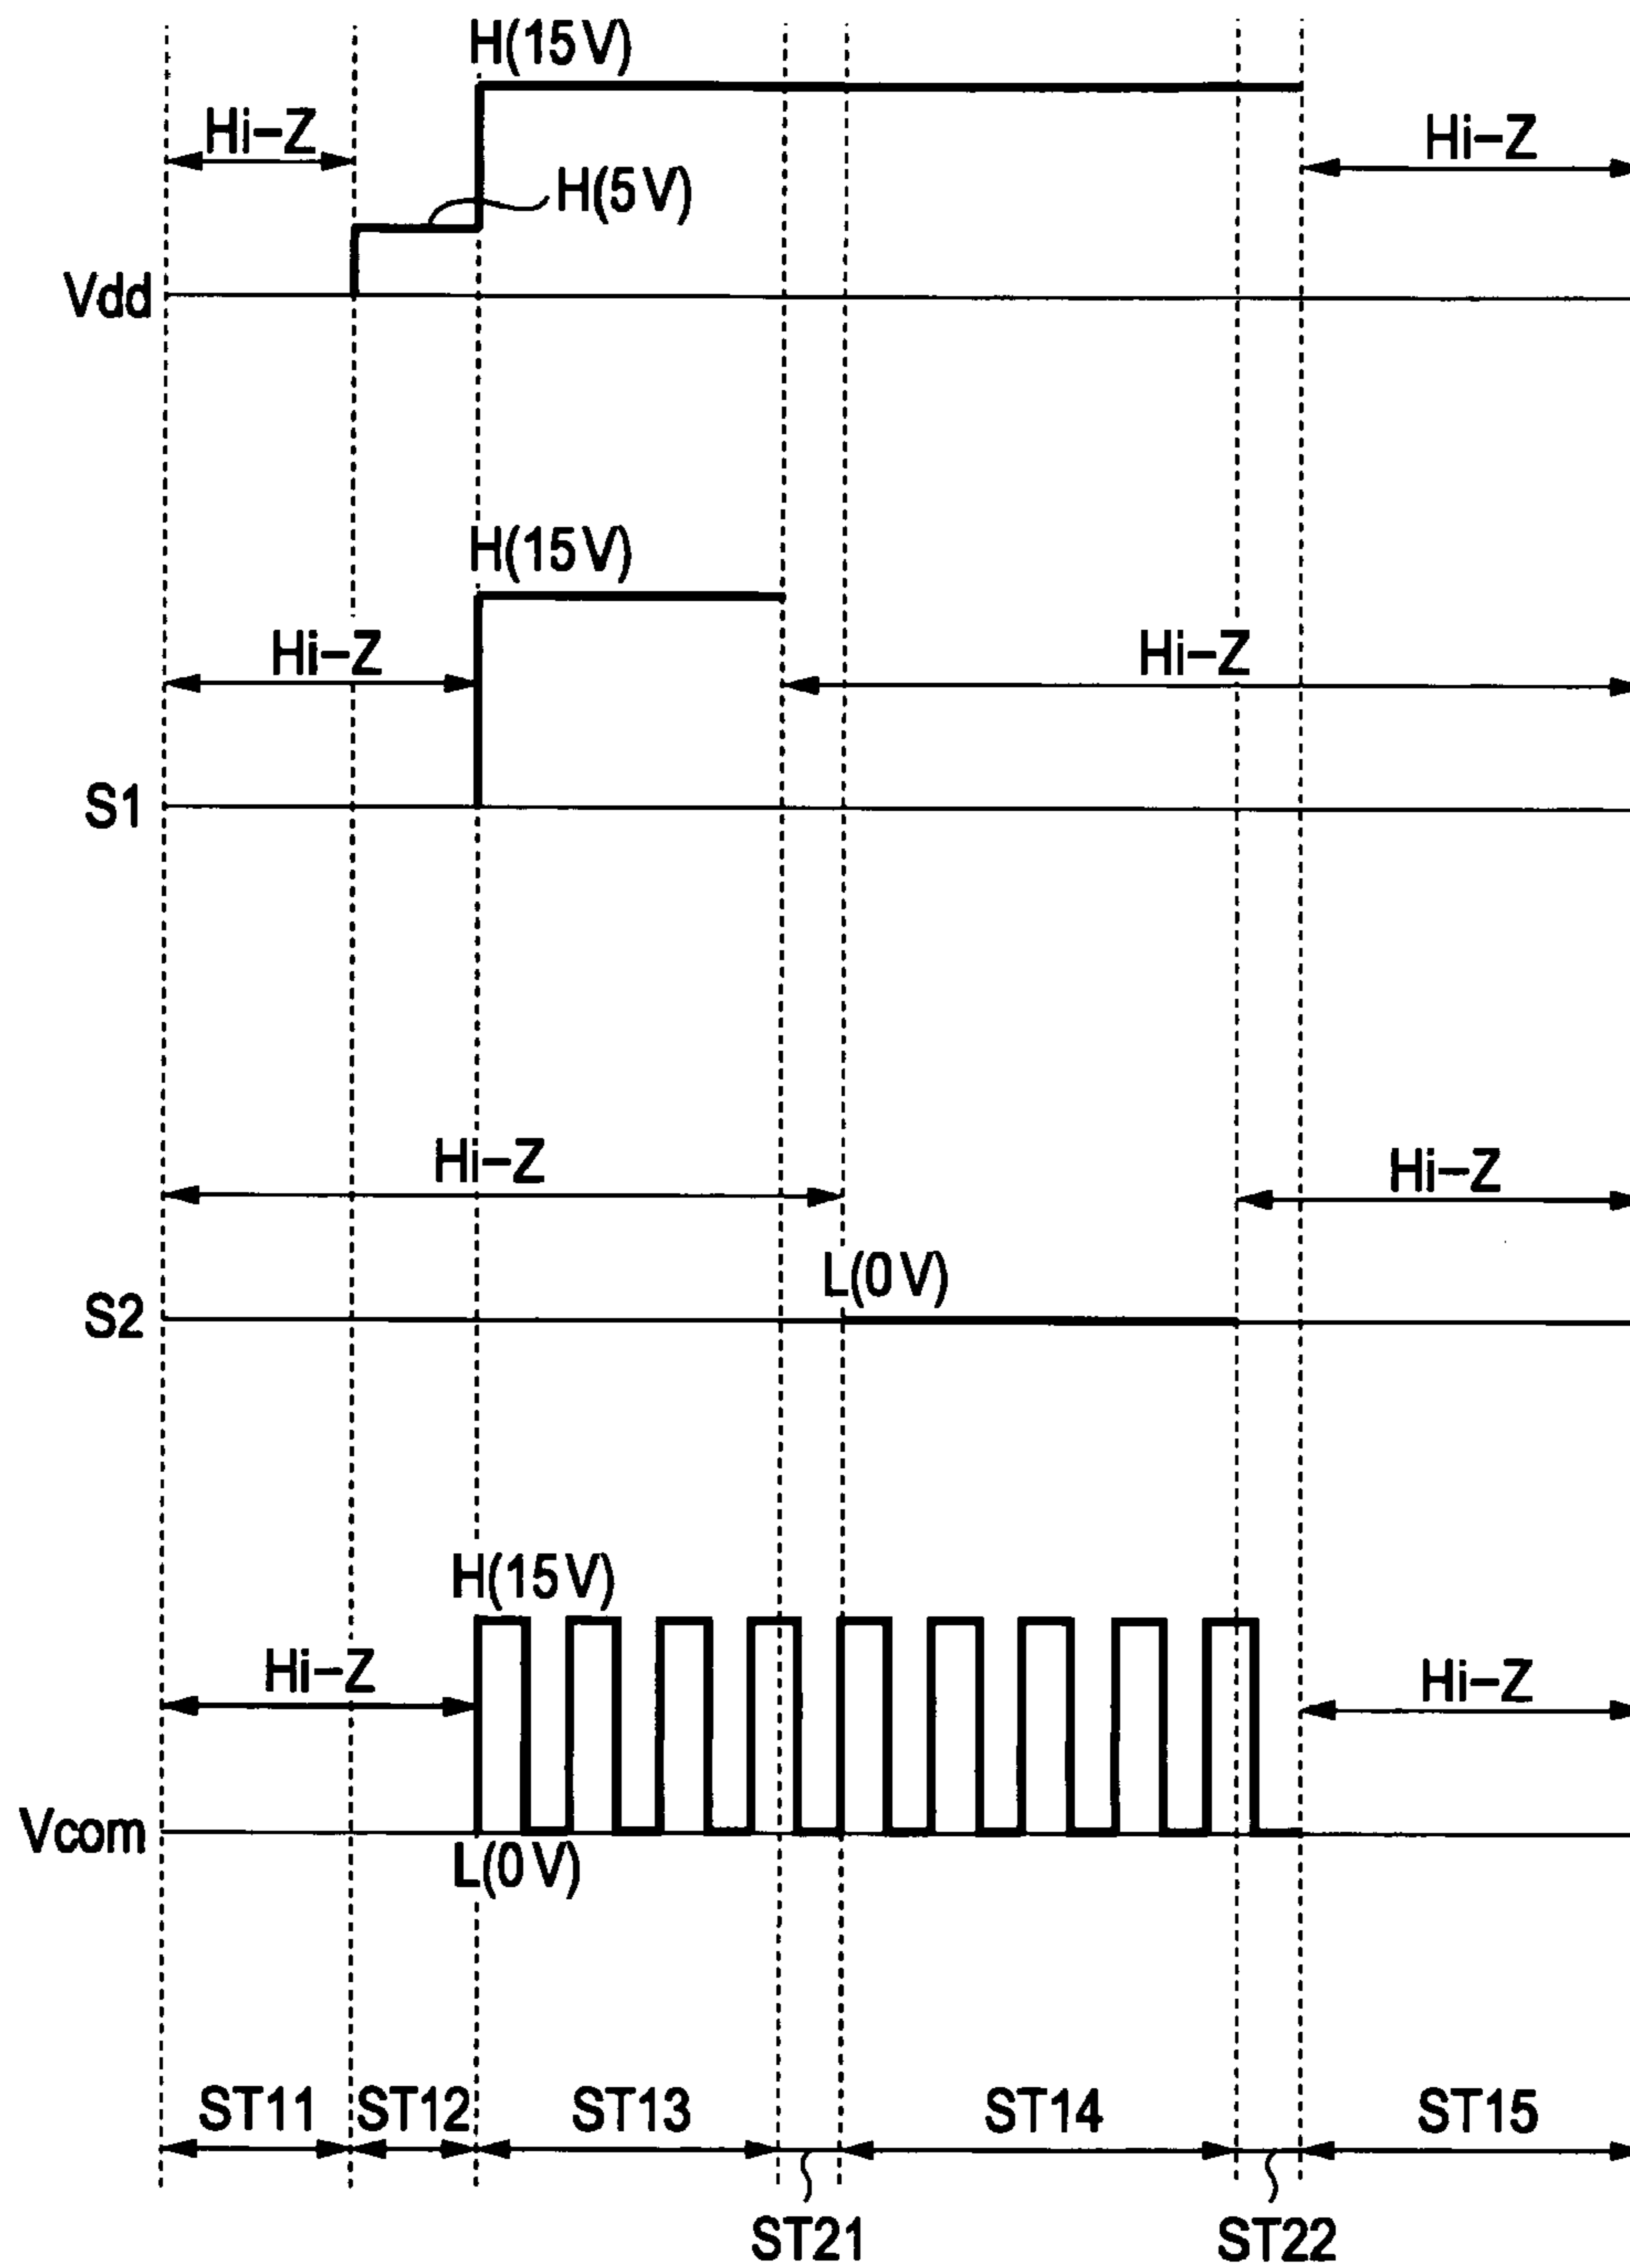 H(15V)
Hi-Z
Hi-Z
H(5V)
Vdd
H(15V)
Hi-Z
Hi-Z
S1
Hi-Z
Hi-Z
L(0V)
S2
H(15V)
Hi-Z
Hi-Z
Vcom
L(0V)
ST11
ST12
ST13
ST14
ST15
ST21
ST22